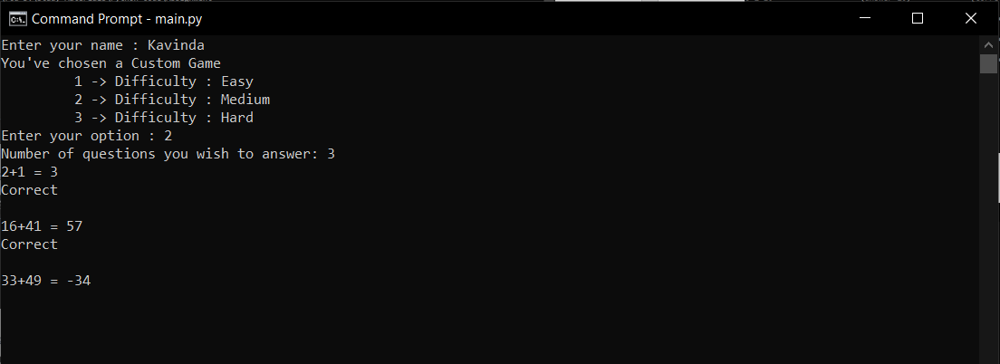 Command Prompt - main.py
Enter your name : Kavinda
You've chosen a Custom Game
1 -> Difficulty : Easy
2 -> Difficulty : Medium
3 -> Difficulty : Hard
Enter your option : 2
Number of questions you wish to answer: 3
2+1 = 3
Correct
16+41 = 57
Correct
33+49 = -34